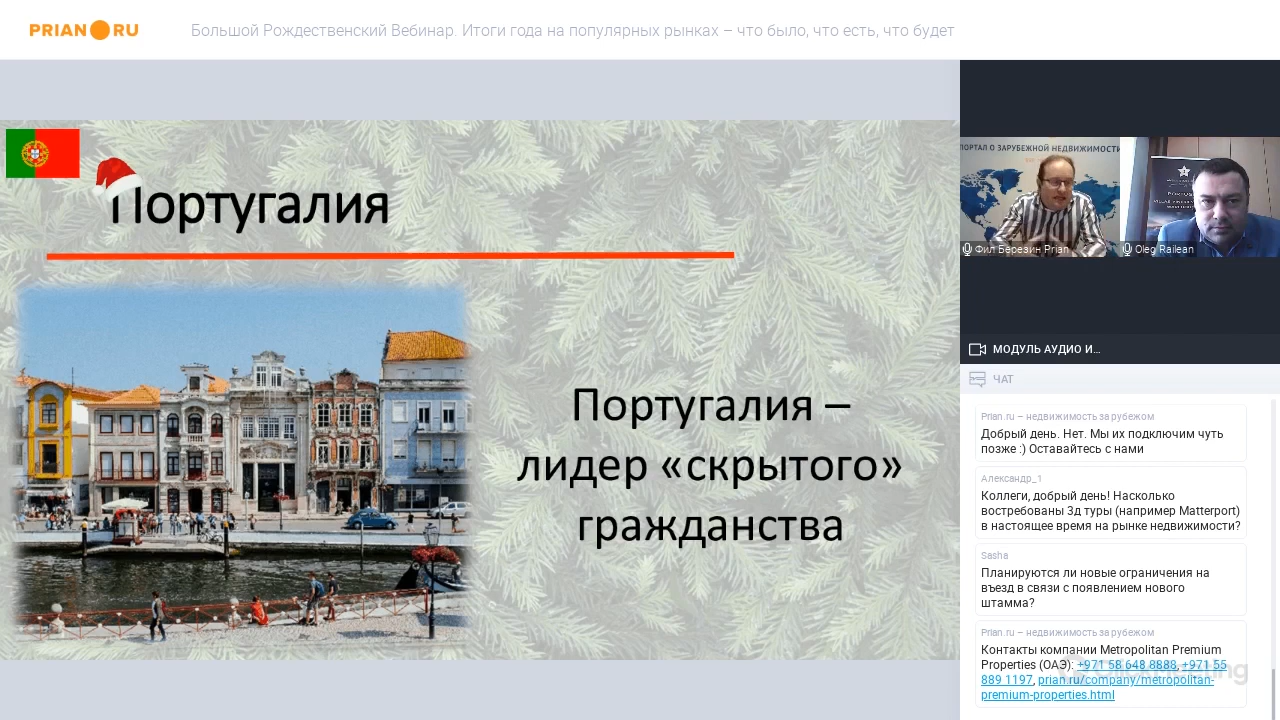 PRIAN RU
Большой Рождественский Вебинар. Итоги года на популярных рынках – что было, что есть, что будет
Португалия
Португалия –
лидер «скрытого»
гражданства
ПОРТАЛ О ЗАРУБЕЖНОЙ НЕДВИЖИМОСТИ
Фил Березин Prian
Oleg Railean
МОДУЛЬ АУДИО И...
ЧАТ
Prian.ru – недвижимость за рубежом
Добрый день. Нет. Мы их подключим чуть
позже :) Оставайтесь с нами
Александр_1
Коллеги, добрый день! Насколько
востребованы 3д туры (например Matterport)
в настоящее время на рынке недвижимости?
Sasha
Планируются ли новые ограничения на
въезд в связи с появлением нового
штамма?
Prian.ru – недвижимость за рубежом
Контакты компании Metropolitan Premium
Properties (ОАЭ): +971 58 648 8888, +971 55
889 1197, prian.ru/company/metropolitan-
premium-properties.html